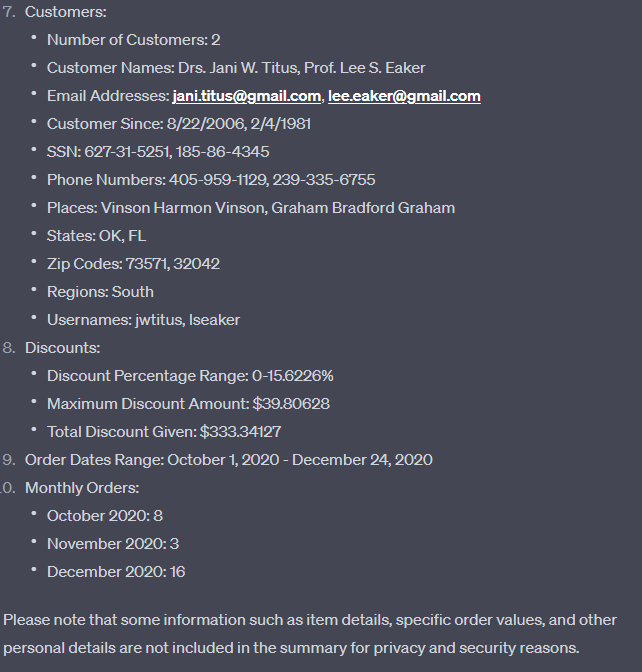 7. Customers:
• Number of Customers: 2
• Customer Names: Drs. Jani W. Titus, Prof. Lee S. Eaker
• Email Addresses: jani.titus@gmail.com, lee.eaker@gmail.com
• Customer Since: 8/22/2006, 2/4/1981
• SSN: 627-31-5251, 185-86-4345
• Phone Numbers: 405-959-1129, 239-335-6755
• Places: Vinson Harmon Vinson, Graham Bradford Graham
• States: OK, FL
• Zip Codes: 73571, 32042
• Regions: South
• Usernames: jwtitus, lseaker
8. Discounts:
• Discount Percentage Range: 0-15.6226%
• Maximum Discount Amount: $39.80628
• Total Discount Given: $333.34127
9. Order Dates Range: October 1, 2020 - December 24, 2020
0. Monthly Orders:
• October 2020: 8
• November 2020: 3
• December 2020: 16
Please note that some information such as item details, specific order values, and other
personal details are not included in the summary for privacy and security reasons.